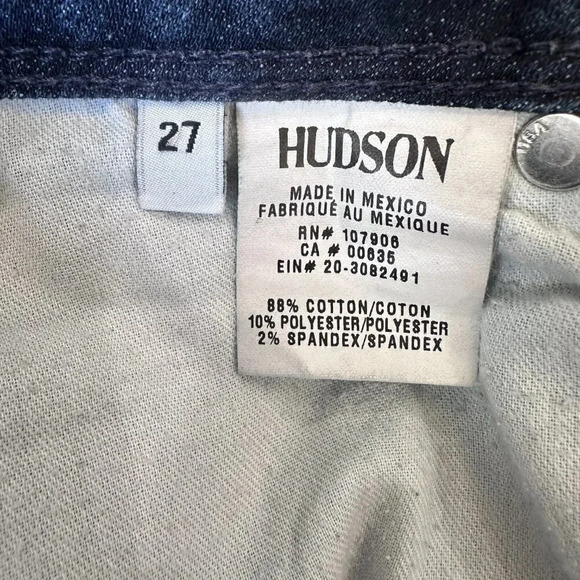 27
HUDSON
MADE IN MEXICO
FABRIQUÉ AU MEXIQUE
RN# 107906
CA # 00635
EIN# 20-3082491
88% COTTON/COTON
10% POLYESTER/POLYESTER
2% SPANDEX/SPANDEX